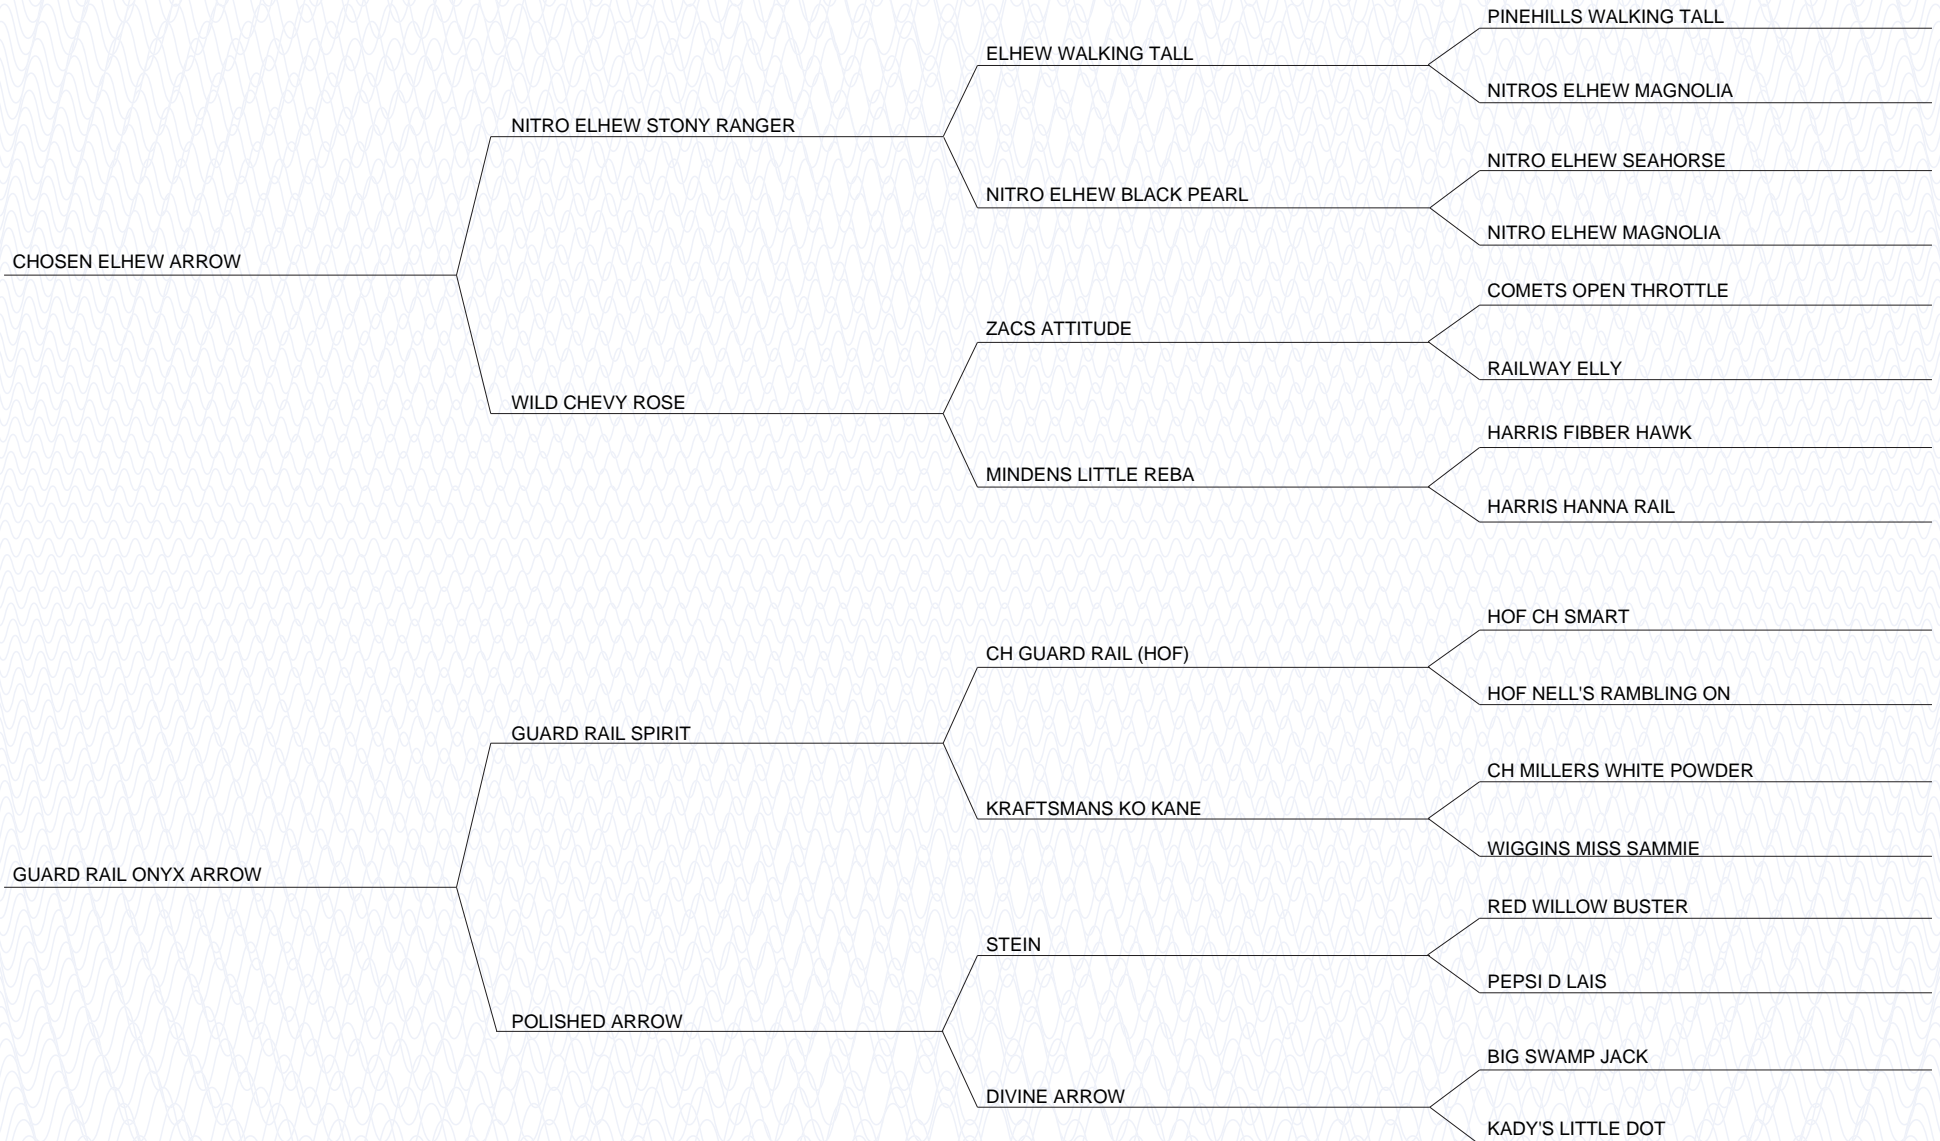 PINEHILLS WALKING TALL
ELHEW WALKING TALL
NITROS ELHEW MAGNOLIA
NITRO ELHEW STONY RANGER
NITRO ELHEW SEAHORSE
NITRO ELHEW BLACK PEARL
NITRO ELHEW MAGNOLIA
CHOSEN ELHEW ARROW
COMETS OPEN THROTTLE
ZACS ATTITUDE
RAILWAY ELLY
WILD CHEVY ROSE
HARRIS FIBBER HAWK
MINDENS LITTLE REBA
HARRIS HANNA RAIL
HOF CH SMART
CH GUARD RAIL (HOF)
HOF NELL'S RAMBLING ON
GUARD RAIL SPIRIT
CH MILLERS WHITE POWDER
KRAFTSMANS KO KANE
WIGGINS MISS SAMMIE
GUARD RAIL ONYX ARROW
RED WILLOW BUSTER
STEIN
PEPSI D LAIS
POLISHED ARROW
BIG SWAMP JACK
DIVINE ARROW
KADY'S LITTLE DOT